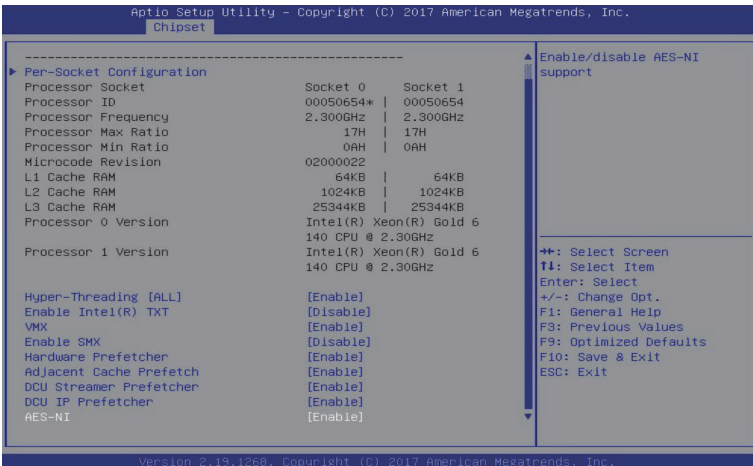 Aptio Setup Utility – Copyright (C) 2017 American Megatrends, Inc.
Chipset
Per-Socket Configuration
Processor Socket Socket 0 Socket 1
Processor ID 00050654* | 00050654
Processor Frequency 2.300GHz | 2.300GHz
Processor Max Ratio 17H | 17H
Processor Min Ratio 0AH | 0AH
Microcode Revision 02000022
L1 Cache RAM 64KB | 64KB
L2 Cache RAM 1024KB | 1024KB
L3 Cache RAM 25344KB | 25344KB
Processor 0 Version Intel(R) Xeon(R) Gold 6
140 CPU @ 2.30GHz
Processor 1 Version Intel(R) Xeon(R) Gold 6
140 CPU @ 2.30GHz
Hyper-Threading [ALL] [Enable]
Enable Intel(R) TXT [Disable]
VMX [Enable]
Enable SMX [Disable]
Hardware Prefetcher [Enable]
Adjacent Cache Prefetch [Enable]
DCU Streamer Prefetcher [Enable]
DCU IP Prefetcher [Enable]
AES-NI [Enable]
Enable/disable AES-NI
support
→←: Select Screen
↑↓: Select Item
Enter: Select
+/-: Change Opt.
F1: General Help
F3: Previous Values
F9: Optimized Defaults
F10: Save & Exit
ESC: Exit
Version 2.19.1268. Copyright (C) 2017 American Megatrends, Inc.